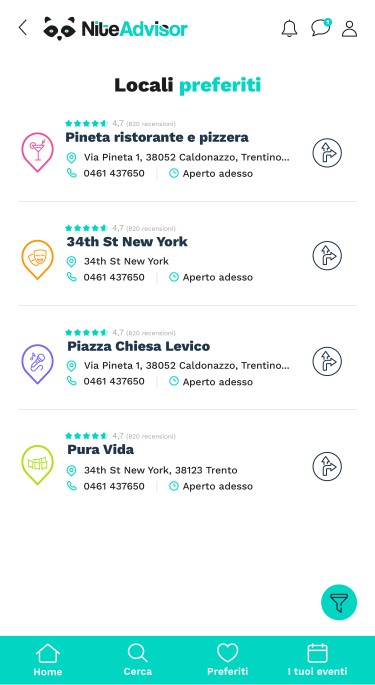 NiteAdvisor
1
Locali preferiti
4,7 (820 recensioni)
Pineta ristorante e pizzera
Via Pineta 1, 38052 Caldonazzo, Trentino...
0461 437650 Aperto adesso
4,7 (820 recensioni)
34th St New York
34th St New York
0461 437650 Aperto adesso
4,7 (820 recensioni)
Piazza Chiesa Levico
Via Pineta 1, 38052 Caldonazzo, Trentino...
0461 437650 Aperto adesso
4,7 (820 recensioni)
Pura Vida
34th St New York, 38123 Trento
0461 437650 Aperto adesso
Home Cerca Preferiti I tuoi eventi